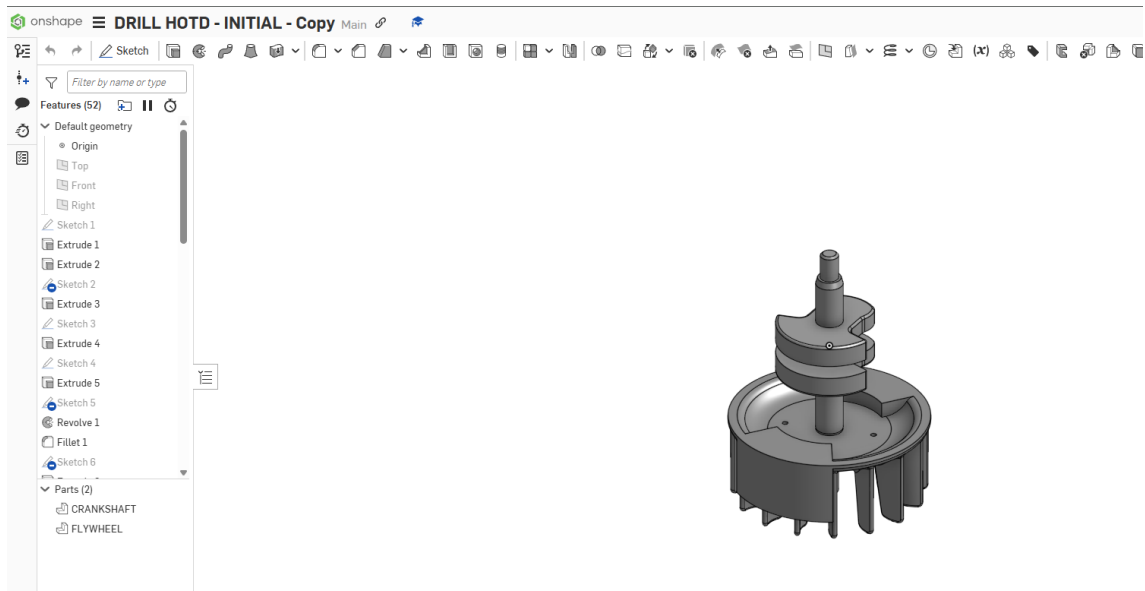 onshape DRILL HOTD - INITIAL - Copy Main
Sketch
Filter by name or type
Features (52)
Default geometry
Origin
Top
Front
Right
Sketch 1
Extrude 1
Extrude 2
Sketch 2
Extrude 3
Sketch 3
Extrude 4
Sketch 4
Extrude 5
Sketch 5
Revolve 1
Fillet 1
Sketch 6
Parts (2)
CRANKSHAFT
FLYWHEEL